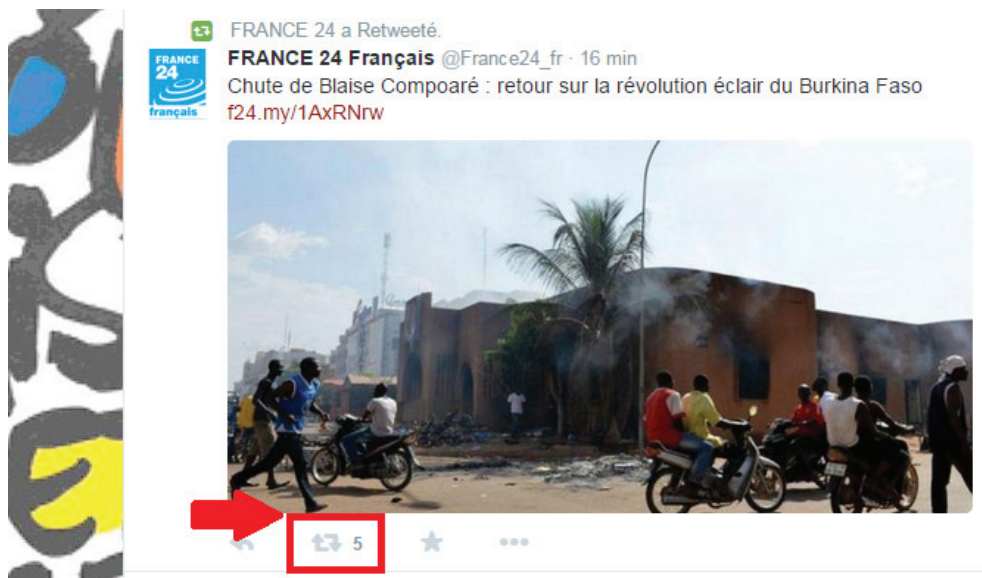 FRANCE 24 a Retweeté.
FRANCE 24 Français @France24_fr · 16 min
FRANCE
24
français
Chute de Blaise Compoaré : retour sur la révolution éclair du Burkina Faso
f24.my/1AxRNrw
5